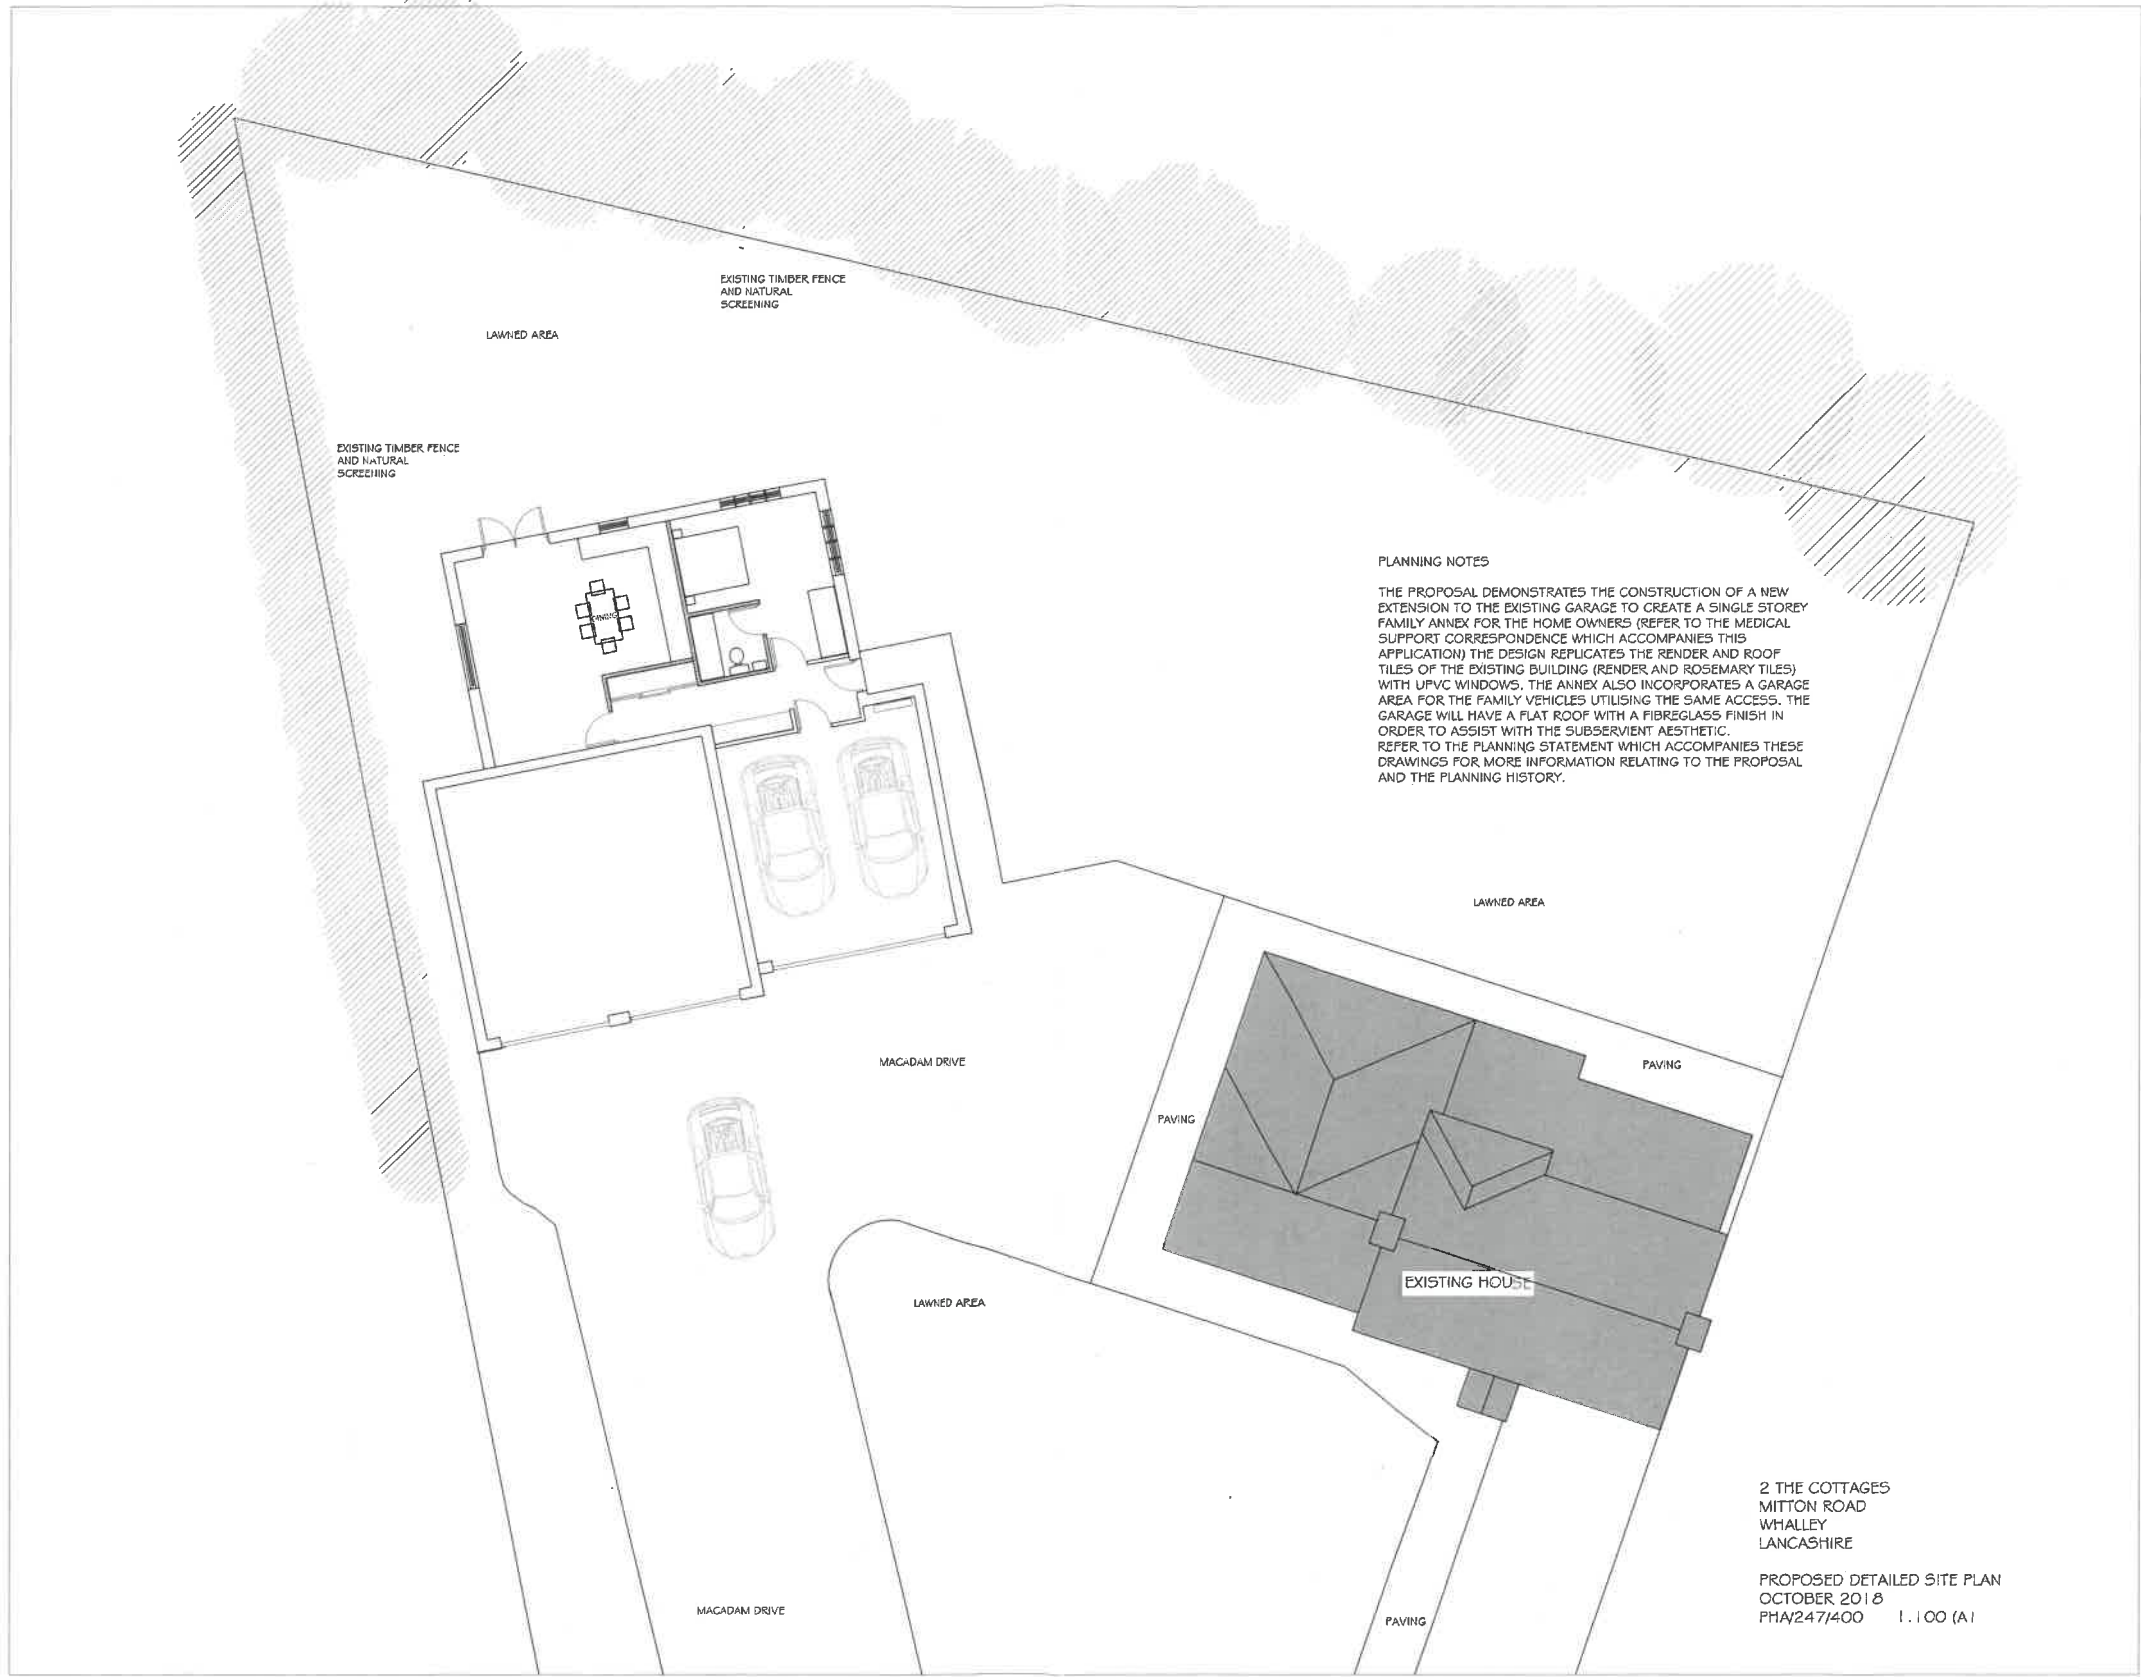 EXISTING TIMBER FENCE
AND NATURAL
SCREENING
LAWNED AREA
EXISTING TIMBER FENCE
AND NATURAL
SCREENING
DINING
PLANNING NOTES
THE PROPOSAL DEMONSTRATES THE CONSTRUCTION OF A NEW
EXTENSION TO THE EXISTING GARAGE TO CREATE A SINGLE STOREY
FAMILY ANNEX FOR THE HOME OWNERS (REFER TO THE MEDICAL
SUPPORT CORRESPONDENCE WHICH ACCOMPANIES THIS
APPLICATION) THE DESIGN REPLICATES THE RENDER AND ROOF
TILES OF THE EXISTING BUILDING (RENDER AND ROSEMARY TILES)
WITH UPVC WINDOWS. THE ANNEX ALSO INCORPORATES A GARAGE
AREA FOR THE FAMILY VEHICLES UTILISING THE SAME ACCESS. THE
GARAGE WILL HAVE A FLAT ROOF WITH A FIBREGLASS FINISH IN
ORDER TO ASSIST WITH THE SUBSERVIENT AESTHETIC.
REFER TO THE PLANNING STATEMENT WHICH ACCOMPANIES THESE
DRAWINGS FOR MORE INFORMATION RELATING TO THE PROPOSAL
AND THE PLANNING HISTORY.
LAWNED AREA
MACADAM DRIVE
PAVING
PAVING
EXISTING HOUSE
LAWNED AREA
MACADAM DRIVE
PAVING
2 THE COTTAGES
MITTON ROAD
WHALLEY
LANCASHIRE
PROPOSED DETAILED SITE PLAN
OCTOBER 2018
PHA/247/400 1.100 (A1